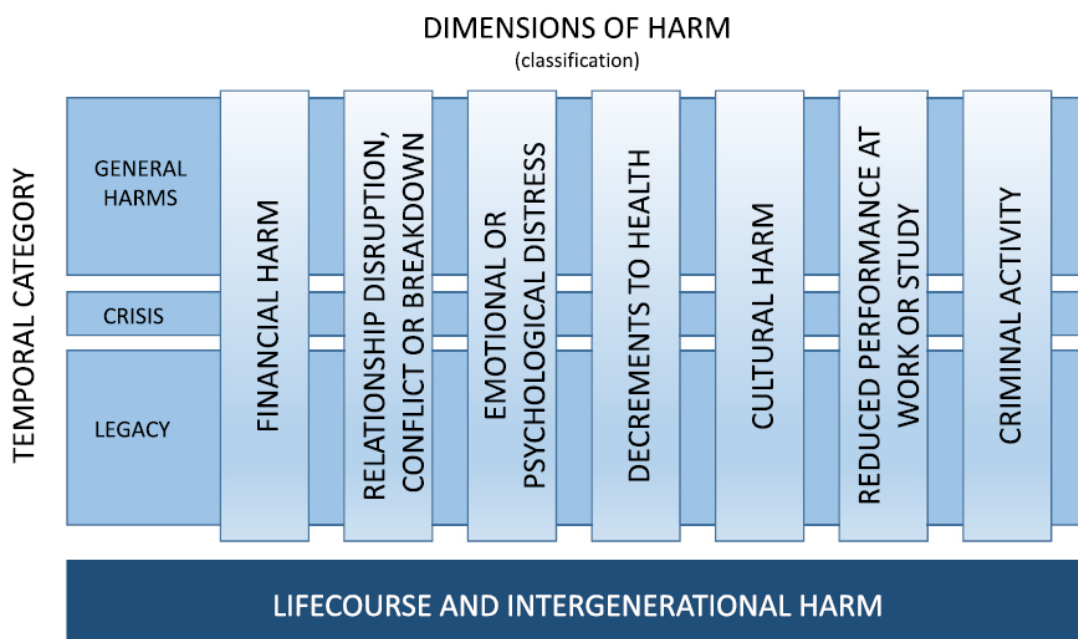 DIMENSIONS OF HARM
(classification)
TEMPORAL CATEGORY
GENERAL
HARMS
CRISIS
LEGACY
FINANCIAL HARM
RELATIONSHIP DISRUPTION,
CONFLICT OR BREAKDOWN
EMOTIONAL OR
PSYCHOLOGICAL DISTRESS
DECREMENTS TO HEALTH
CULTURAL HARM
REDUCED PERFORMANCE AT
WORK OR STUDY
CRIMINAL ACTIVITY
LIFECOURSE AND INTERGENERATIONAL HARM